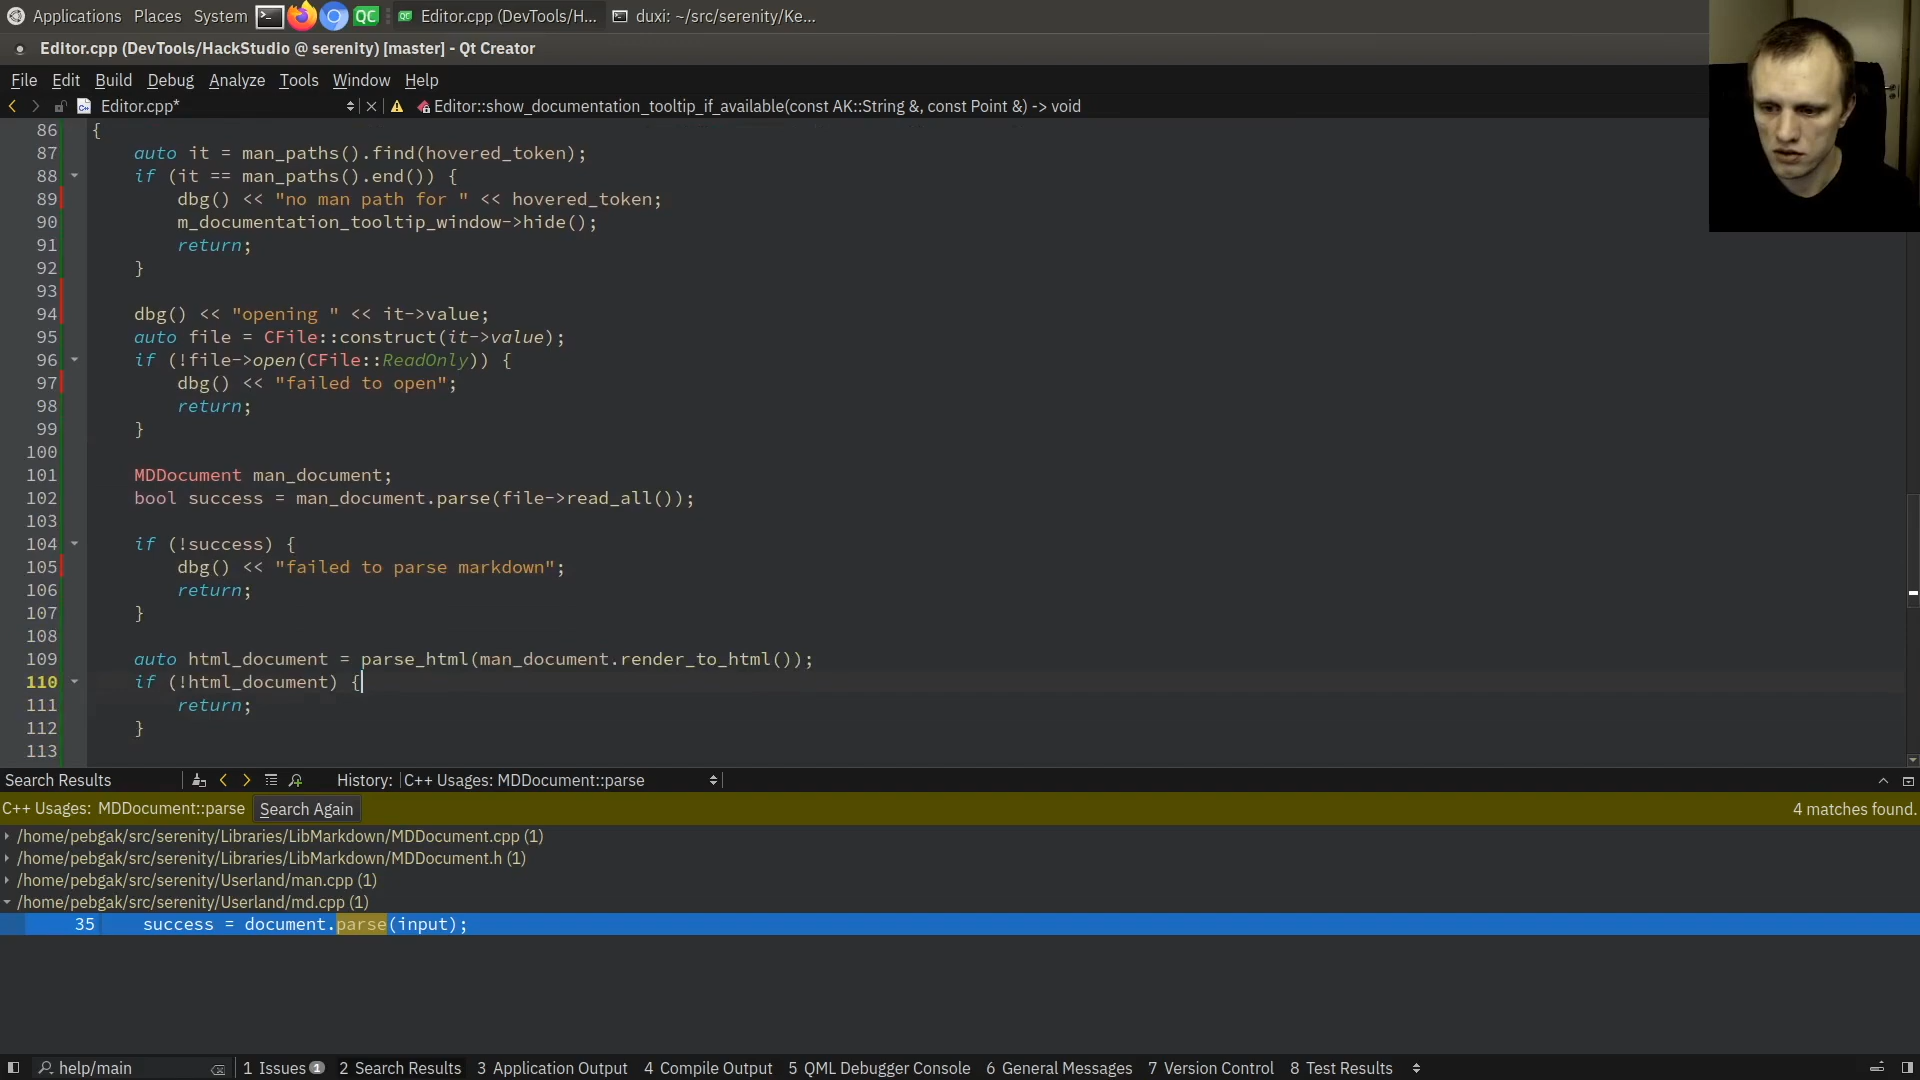 Applications Places System Editor.cpp (DevTools/H... duxi: ~/src/serenity/Ke...
Editor.cpp (DevTools/HackStudio @ serenity) [master] - Qt Creator
File Edit Build Debug Analyze Tools Window Help
Editor.cpp* Editor::show_documentation_tooltip_if_available(const AK::String &, const Point &) -> void
86 {
87 auto it = man_paths().find(hovered_token);
88 if (it == man_paths().end()) {
89 dbg() << "no man path for " << hovered_token;
90 m_documentation_tooltip_window->hide();
91 return;
92 }
93
94 dbg() << "opening " << it->value;
95 auto file = CFile::construct(it->value);
96 if (!file->open(CFile::ReadOnly)) {
97 dbg() << "failed to open";
98 return;
99 }
100
101 MDDocument man_document;
102 bool success = man_document.parse(file->read_all());
103
104 if (!success) {
105 dbg() << "failed to parse markdown";
106 return;
107 }
108
109 auto html_document = parse_html(man_document.render_to_html());
110 if (!html_document) {
111 return;
112 }
113
Search Results History: C++ Usages: MDDocument::parse
C++ Usages: MDDocument::parse Search Again 4 matches found.
/home/pebgak/src/serenity/Libraries/LibMarkdown/MDDocument.cpp (1)
/home/pebgak/src/serenity/Libraries/LibMarkdown/MDDocument.h (1)
/home/pebgak/src/serenity/Userland/man.cpp (1)
/home/pebgak/src/serenity/Userland/md.cpp (1)
35 success = document.parse(input);
help/main 1 Issues 1 2 Search Results 3 Application Output 4 Compile Output 5 QML Debugger Console 6 General Messages 7 Version Control 8 Test Results